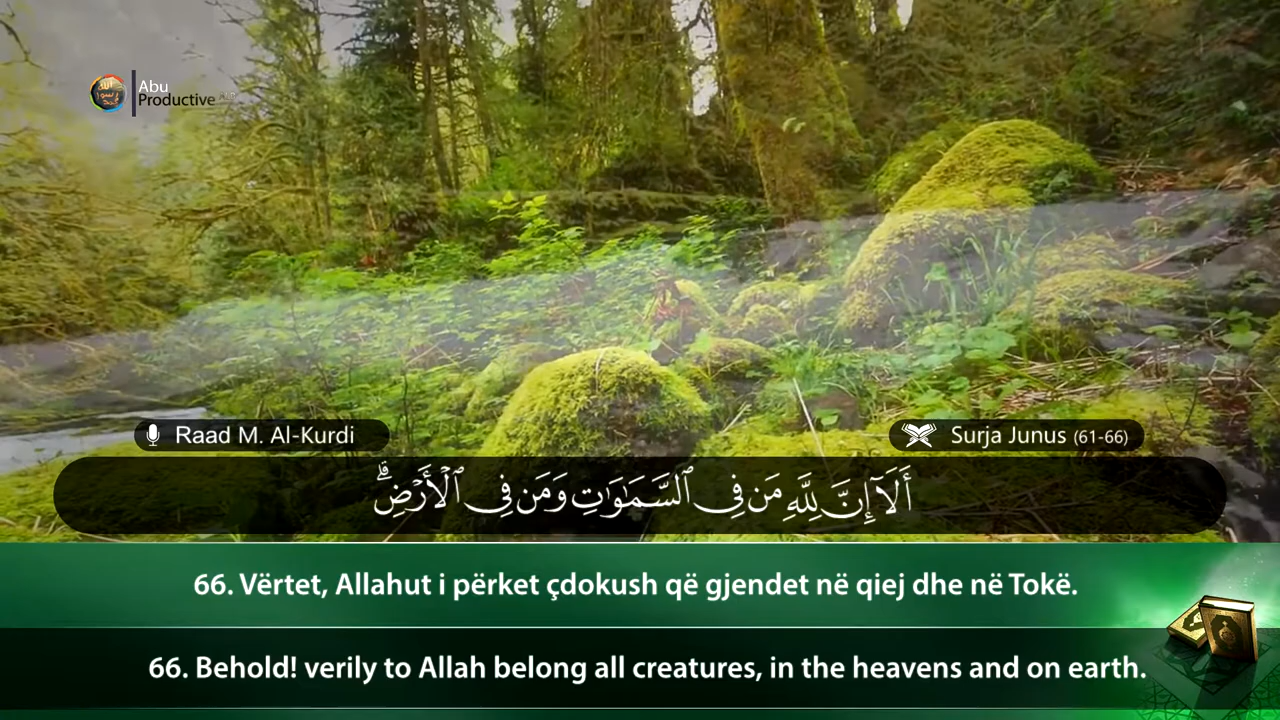 Abu
Productive
Raad M. Al-Kurdi
Surja Junus (61-66)
أَلَآ إِنَّ لِلَّهِ مَن فِى ٱلسَّمَـٰوَٰتِ وَمَن فِى ٱلْأَرْضِ ۗ
66. Vërtet, Allahut i përket çdokush që gjendet në qiej dhe në Tokë.
66. Behold! verily to Allah belong all creatures, in the heavens and on earth.